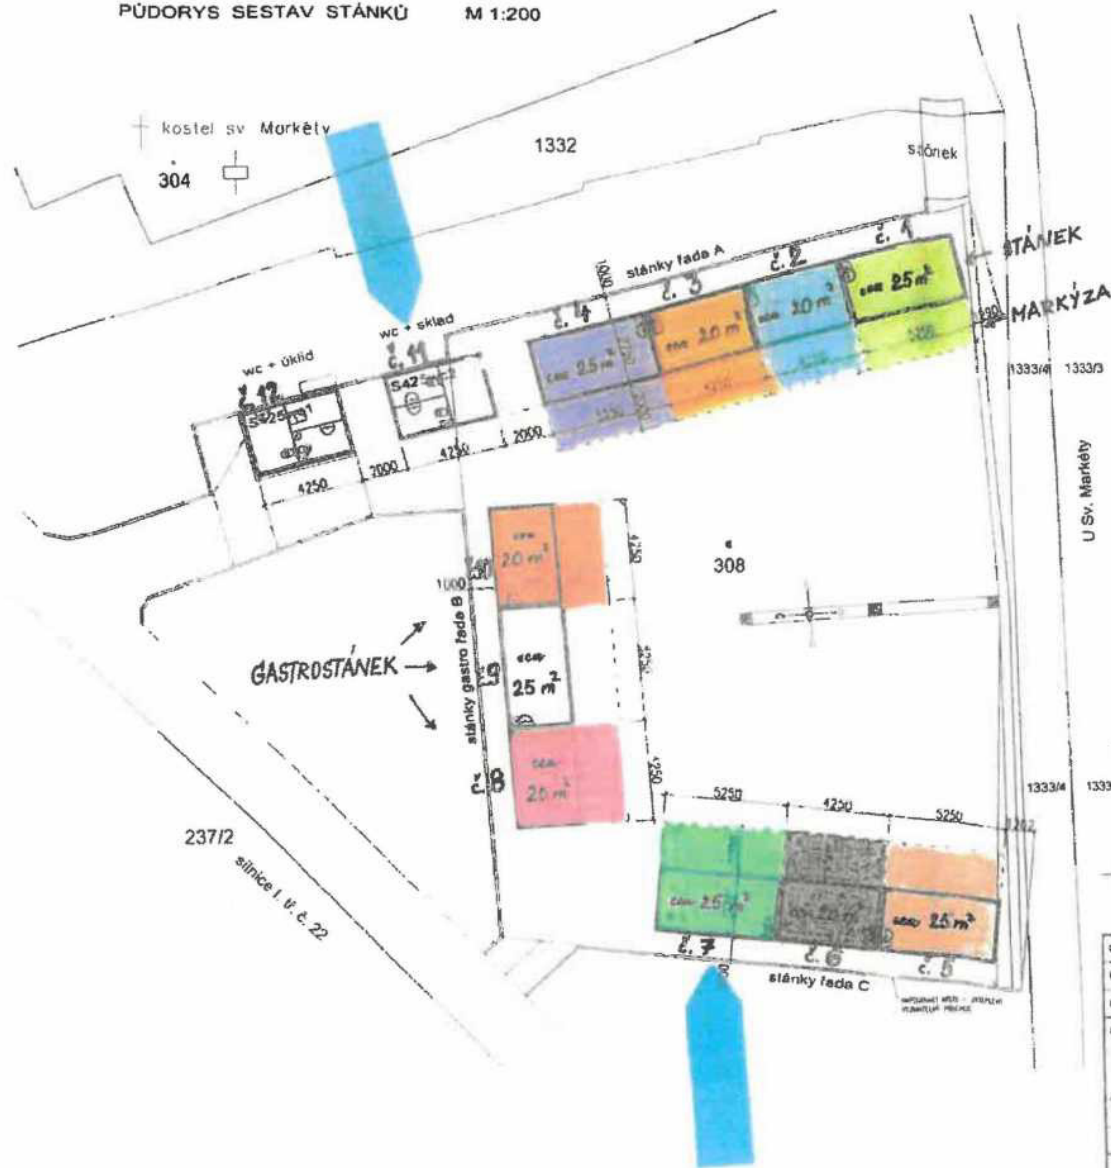 PŮDORYS SESTAV STÁNKŮ M 1:200
kostel sv Markéty
304
1332
stánek
č. 1
STÁNEK
stánky řada A
č. 2
č. 3
č. 4
1000
cca 25 m²
cca 20 m²
cca 20 m²
cca 25 m²
MARKÝZA
wc + sklad
č. 11
S42
wc + úklid
č. 12
1333/4
1333/3
2000
4250
2000
4250
U Sv. Markéty
308
cca
20 m²
4250
1000
stánky gastro řada B
GASTROSTÁNEK
cca
25 m²
4250
č. 8
cca
25 m²
4250
5250
4250
5250
1333/4
1333
237/2
silnice I. tř. č. 22
cca 25 m²
cca 20 m²
cca 25 m²
č. 7
č. 6
č. 5
stánky řada C